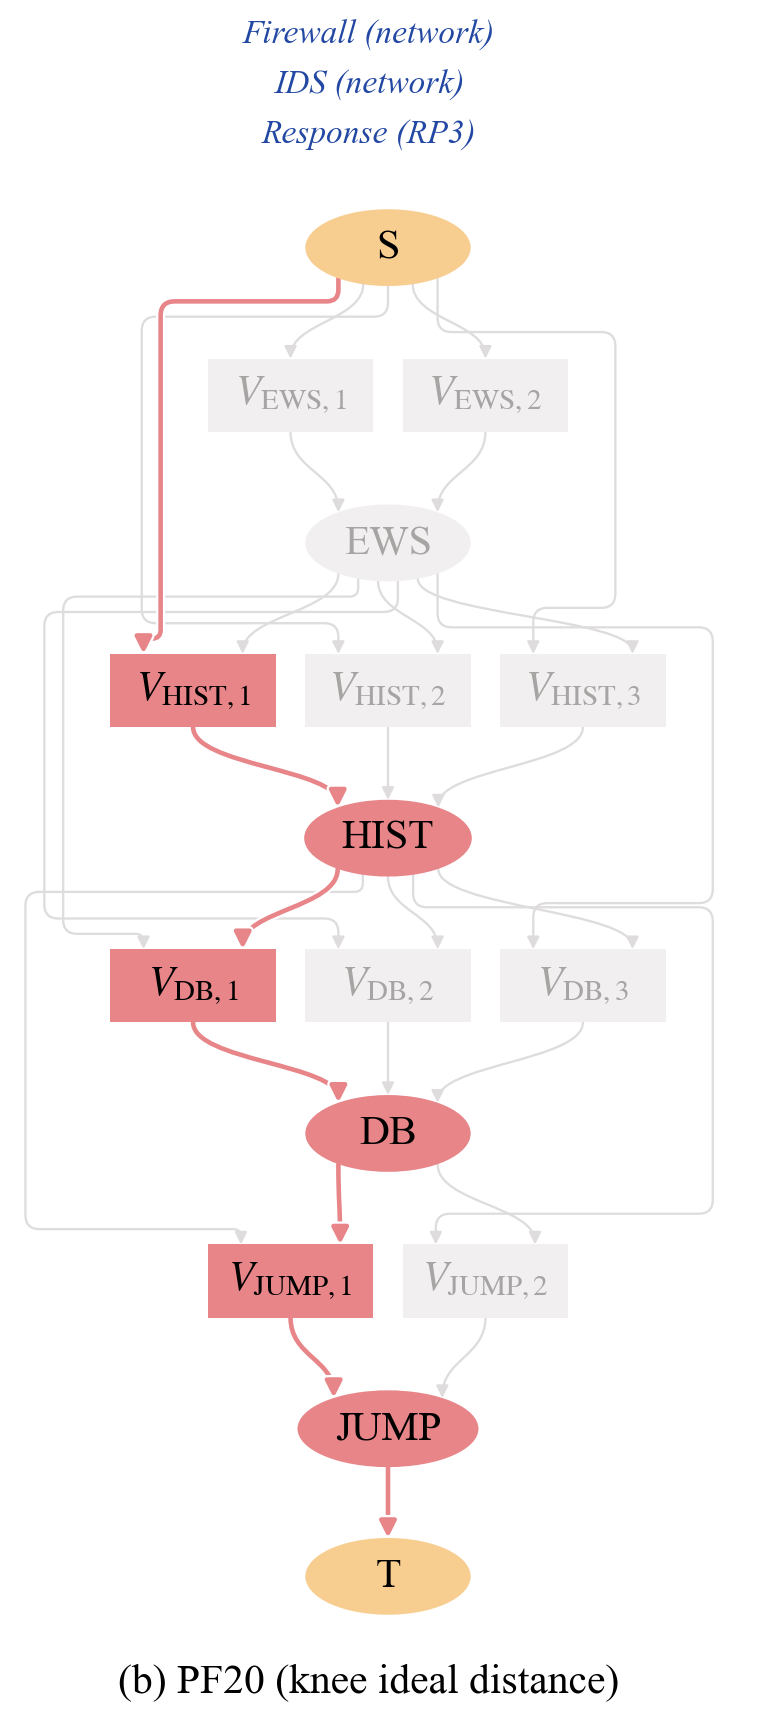 Firewall (network)
IDS (network)
Response (RP3)
S
V_EWS, 1 V_EWS, 2
EWS
V_HIST, 1 V_HIST, 2 V_HIST, 3
HIST
V_DB, 1 V_DB, 2 V_DB, 3
DB
V_JUMP, 1 V_JUMP, 2
JUMP
T
(b) PF20 (knee ideal distance)